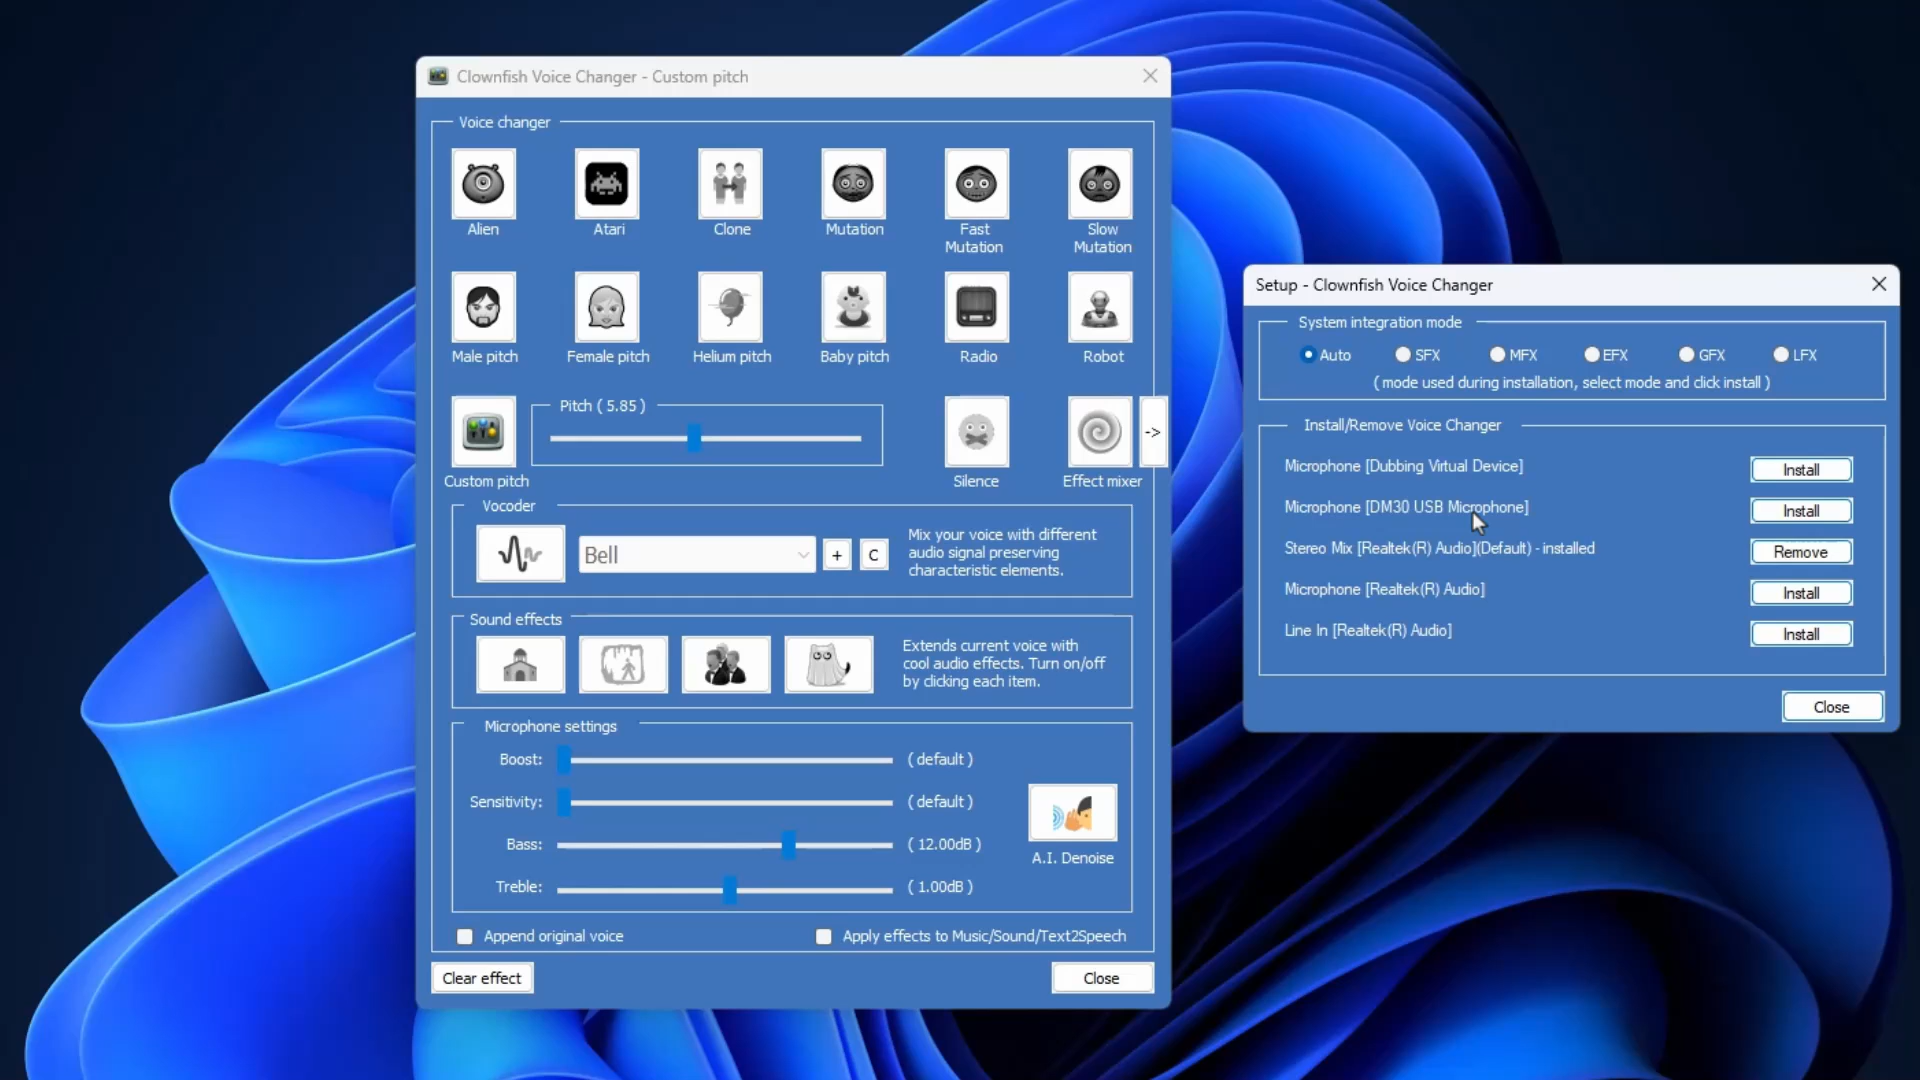 Clownfish Voice Changer - Custom pitch
Voice changer
Alien
Atari
Clone
Mutation
Fast
Mutation
Slow
Mutation
Male pitch
Female pitch
Helium pitch
Baby pitch
Radio
Robot
Pitch ( 5.85 )
->
Custom pitch
Silence
Effect mixer
Vocoder
Bell
+
C
Mix your voice with different
audio signal preserving
characteristic elements.
Sound effects
Extends current voice with
cool audio effects. Turn on/off
by clicking each item.
Microphone settings
Boost:
( default )
Sensitivity:
( default )
Bass:
( 12.00dB )
Treble:
( 1.00dB )
A.I. Denoise
Append original voice
Apply effects to Music/Sound/Text2Speech
Clear effect
Close
Setup - Clownfish Voice Changer
System integration mode
Auto
SFX
MFX
EFX
GFX
LFX
( mode used during installation, select mode and click install )
Install/Remove Voice Changer
Microphone [Dubbing Virtual Device]
Install
Microphone [DM30 USB Microphone]
Install
Stereo Mix [Realtek(R) Audio](Default) - installed
Remove
Microphone [Realtek(R) Audio]
Install
Line In [Realtek(R) Audio]
Install
Close